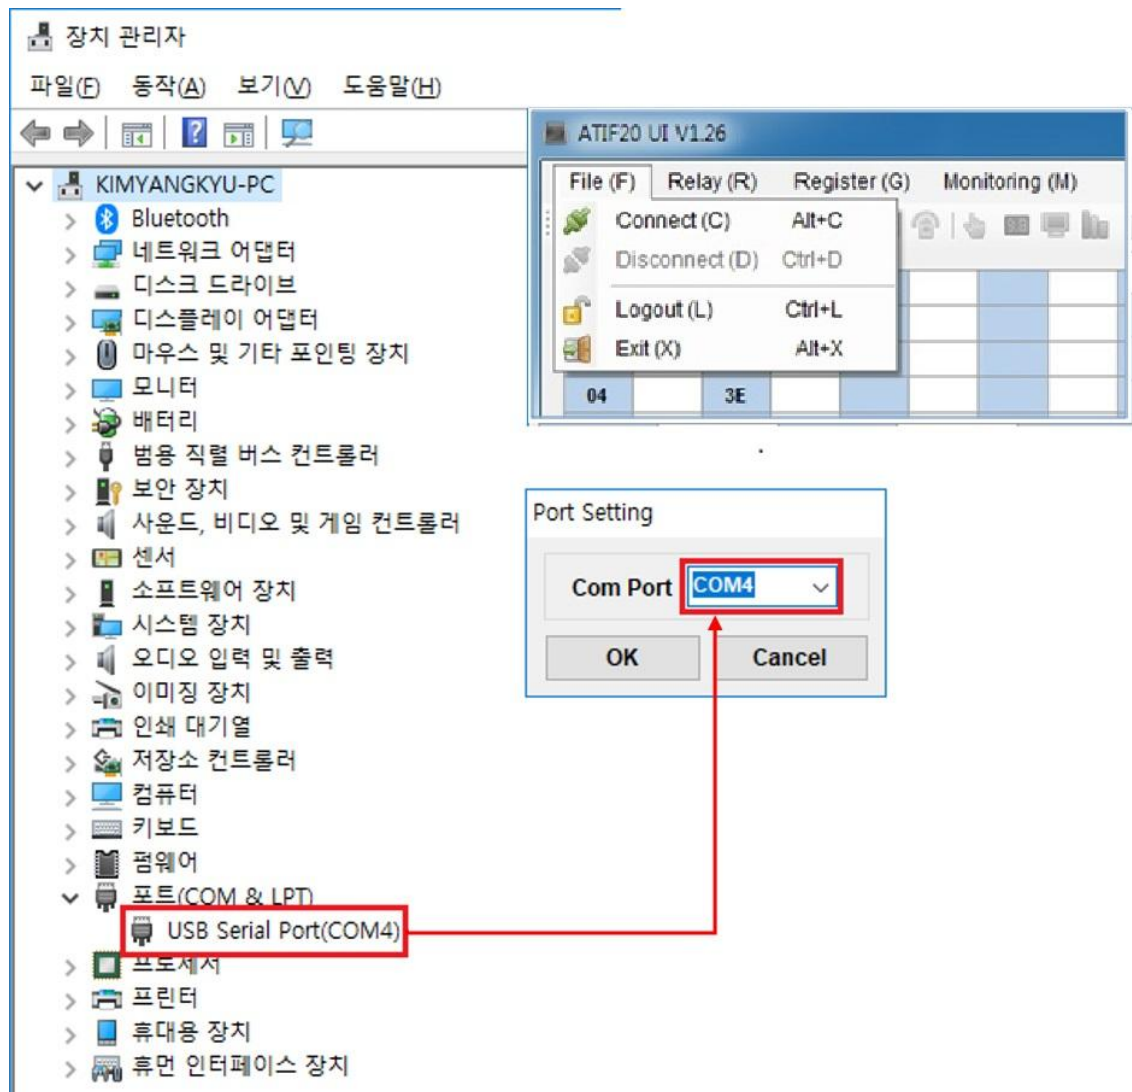 장치 관리자
파일(F) 동작(A) 보기(V) 도움말(H)
KIMYANGKYU-PC
Bluetooth
네트워크 어댑터
디스크 드라이브
디스플레이 어댑터
마우스 및 기타 포인팅 장치
모니터
배터리
범용 직렬 버스 컨트롤러
보안 장치
사운드, 비디오 및 게임 컨트롤러
센서
소프트웨어 장치
시스템 장치
오디오 입력 및 출력
이미징 장치
인쇄 대기열
저장소 컨트롤러
컴퓨터
키보드
펌웨어
포트(COM & LPT)
USB Serial Port(COM4)
프로세서
프린터
휴대용 장치
휴먼 인터페이스 장치
ATIF20 UI V1.26
File (F) Relay (R) Register (G) Monitoring (M)
Connect (C) Alt+C
Disconnect (D) Ctrl+D
Logout (L) Ctrl+L
Exit (X) Alt+X
04 3E
.
Port Setting
Com Port COM4
OK Cancel